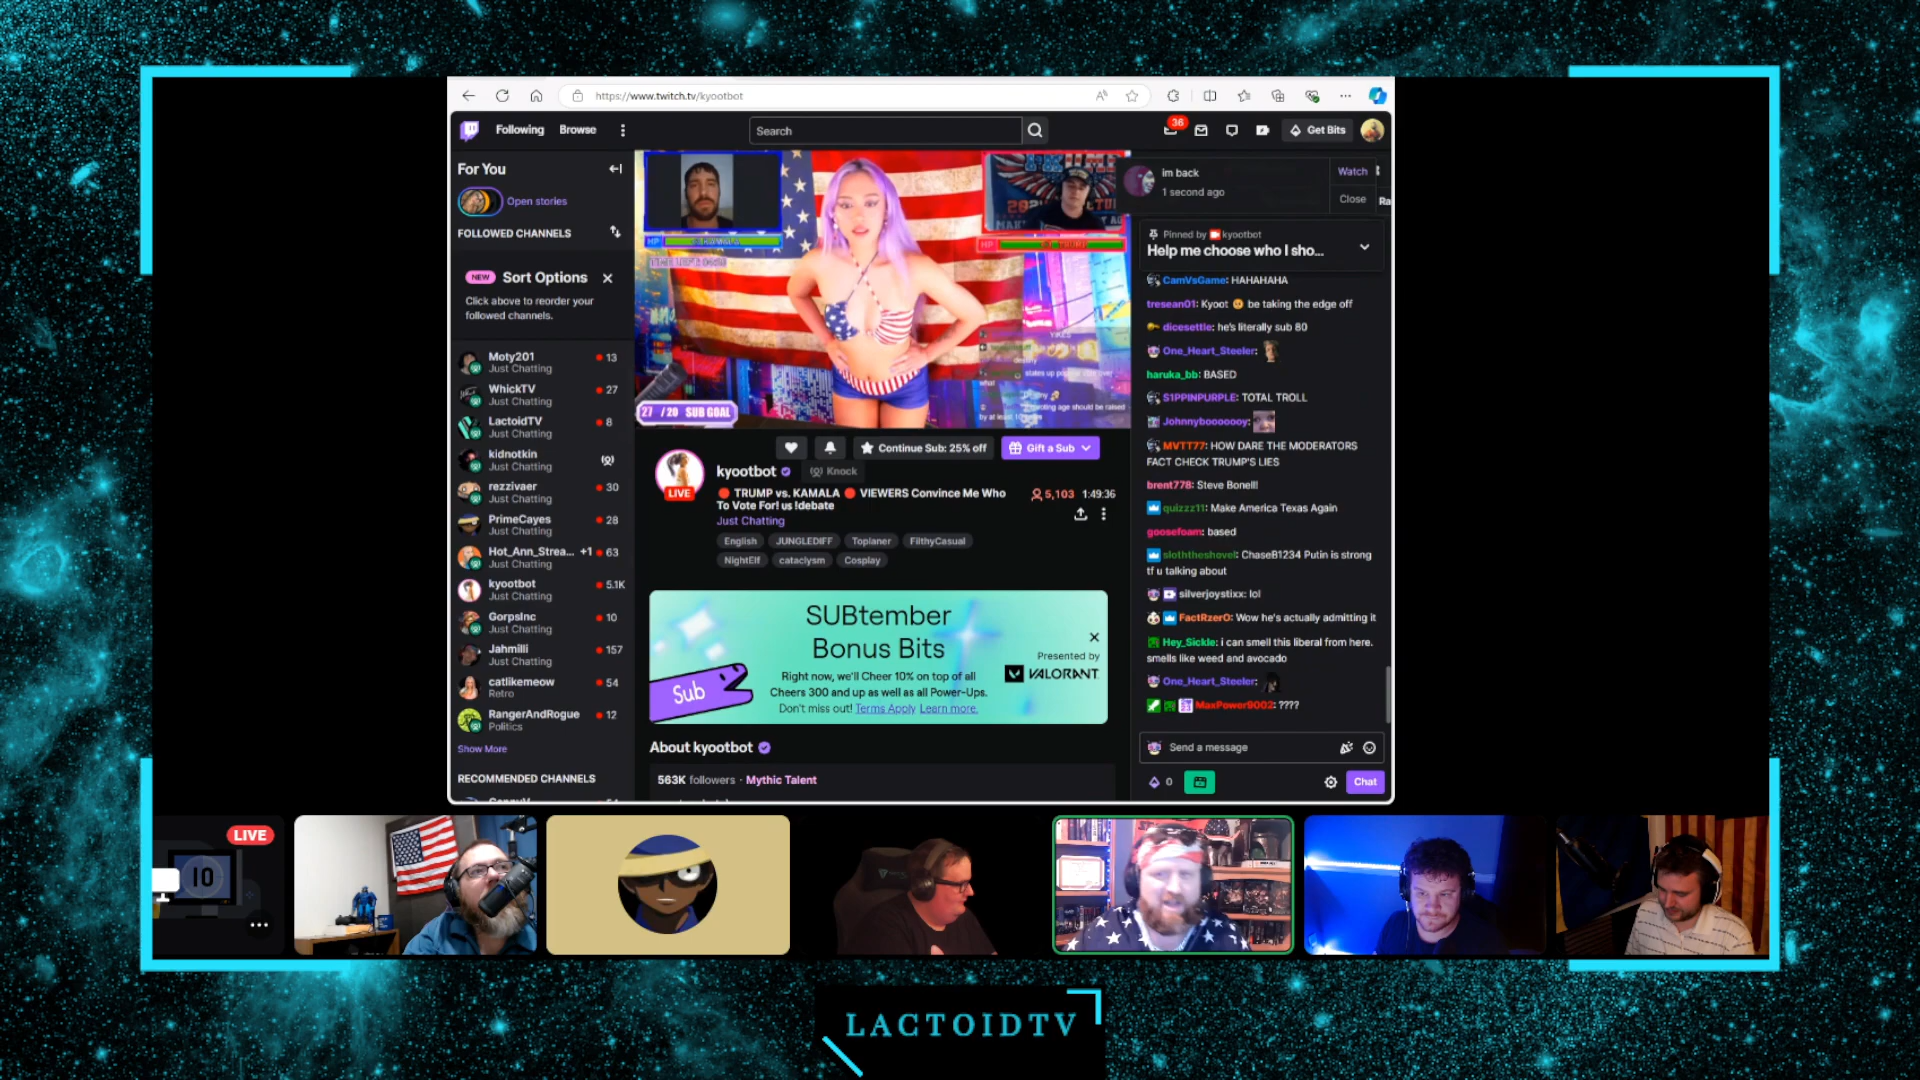 https://www.twitch.tv/kyootbot
Following
Browse
Search
36
Get Bits
For You
Open stories
FOLLOWED CHANNELS
NEW Sort Options
Click above to reorder your
followed channels.
Moty201
13
Just Chatting
WhickTV
27
Just Chatting
LactoidTV
8
Just Chatting
kidnotkin
Just Chatting
rezzivaer
30
Just Chatting
PrimeCayes
28
Just Chatting
Hot_Ann_Strea... +1
63
Just Chatting
kyootbot
5.1K
Just Chatting
GorpsInc
10
Just Chatting
Jahmilli
157
Just Chatting
catlikemeow
54
Retro
RangerAndRogue
12
Politics
Show More
RECOMMENDED CHANNELS
HP
HP
27 / 20 SUB GOAL
Continue Sub: 25% off
Gift a Sub
LIVE
kyootbot
Knock
TRUMP vs. KAMALA VIEWERS Convince Me Who
To Vote For! us !debate
5,103 1:49:36
Just Chatting
English JUNGLEDIFF Toplaner FilthyCasual
NightElf cataclysm Cosplay
SUBtember
Bonus Bits
Right now, we'll Cheer 10% on top of all
Cheers 300 and up as well as all Power-Ups.
Don't miss out! Terms Apply Learn more.
Sub
Presented by
VALORANT
About kyootbot
563K followers · Mythic Talent
im back
1 second ago
Watch
Close
Ra
Pinned by kyootbot
Help me choose who I sho...
CamVsGame: HAHAHAHA
tresean01: Kyoot be taking the edge off
dicesettle: he's literally sub 80
One_Heart_Steeler:
haruka_bb: BASED
S1PPINPURPLE: TOTAL TROLL
Johnnybooooooy:
MVTT77: HOW DARE THE MODERATORS
FACT CHECK TRUMP'S LIES
brent778: Steve Bonell!
quizzz11: Make America Texas Again
goosefoam: based
sloththeshovel: ChaseB1234 Putin is strong
tf u talking about
silverjoystixx: lol
FactRzer0: Wow he's actually admitting it
Hey_Sickle: i can smell this liberal from here.
smells like weed and avocado
One_Heart_Steeler:
MaxPower9002: ????
Send a message
0
Chat
LIVE
10
LACTOIDTV